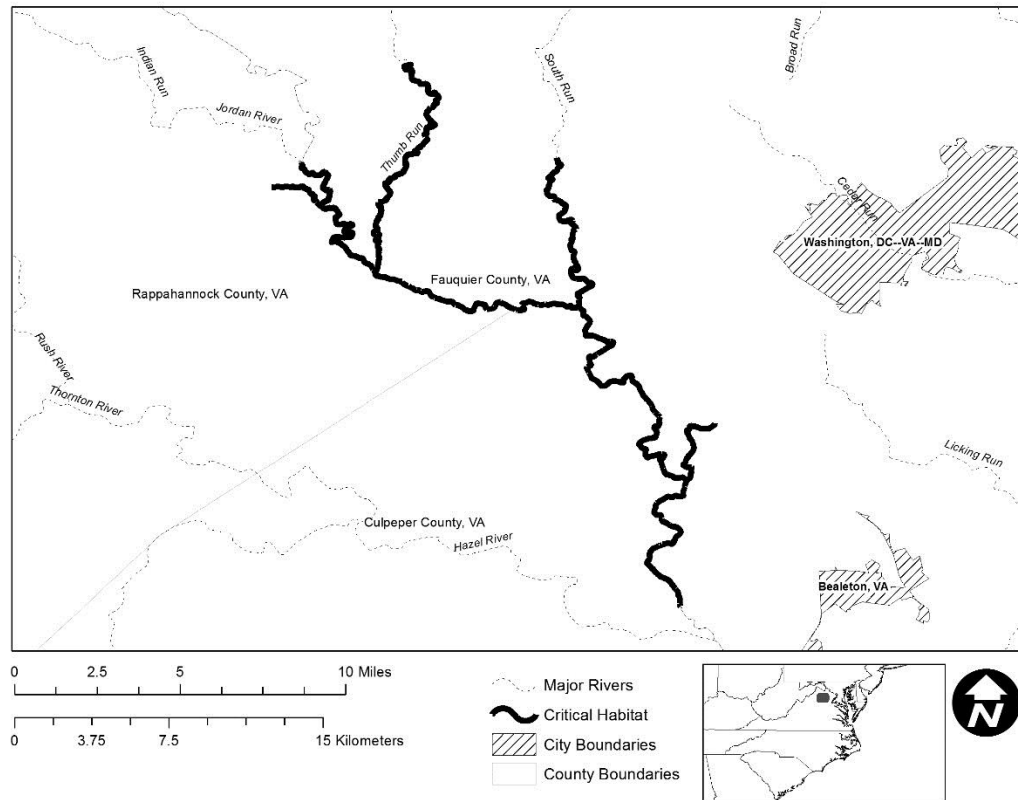 Indian Run
Jordan River
Thumb Run
South Run
Broad Run
Cedar Run
Washington, DC--VA--MD
Fauquier County, VA
Rappahannock County, VA
Rush River
Thornton River
Licking Run
Culpeper County, VA
Hazel River
Bealeton, VA
0 2.5 5 10 Miles
0 3.75 7.5 15 Kilometers
Major Rivers
Critical Habitat
City Boundaries
County Boundaries
N